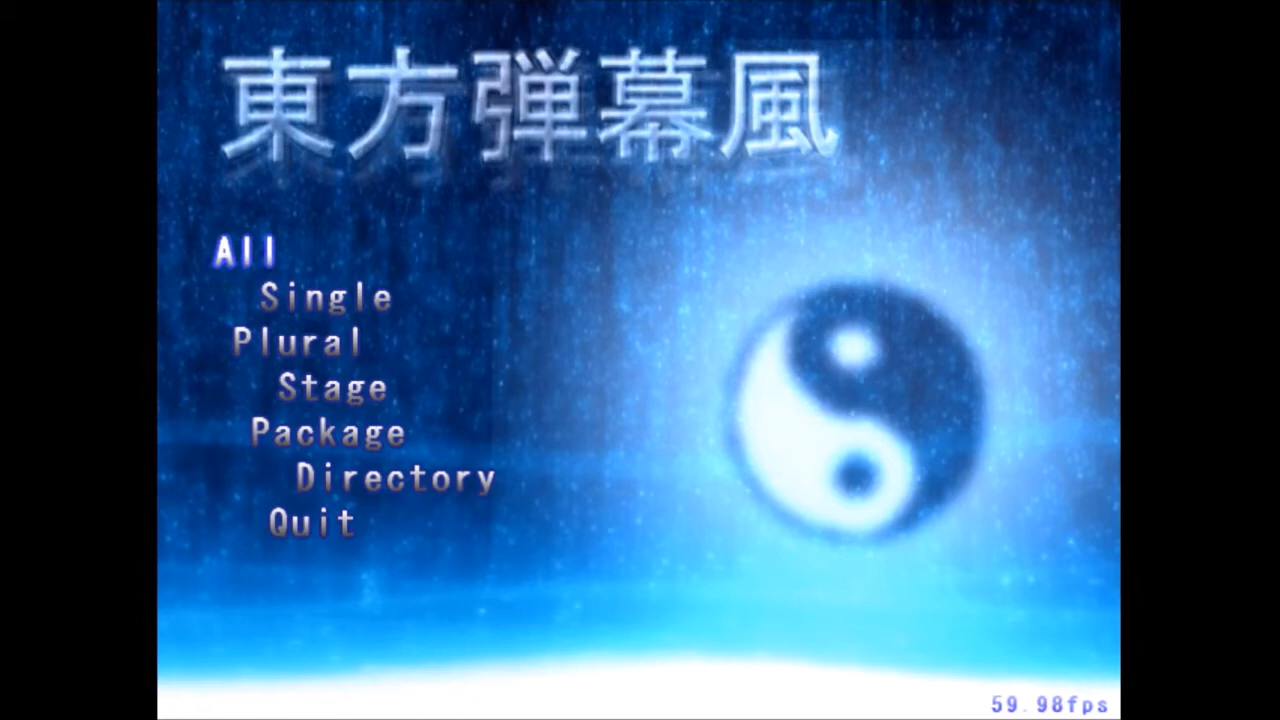 東方弾幕風
All
Single
Plural
Stage
Package
Directory
Quit
59.98fps